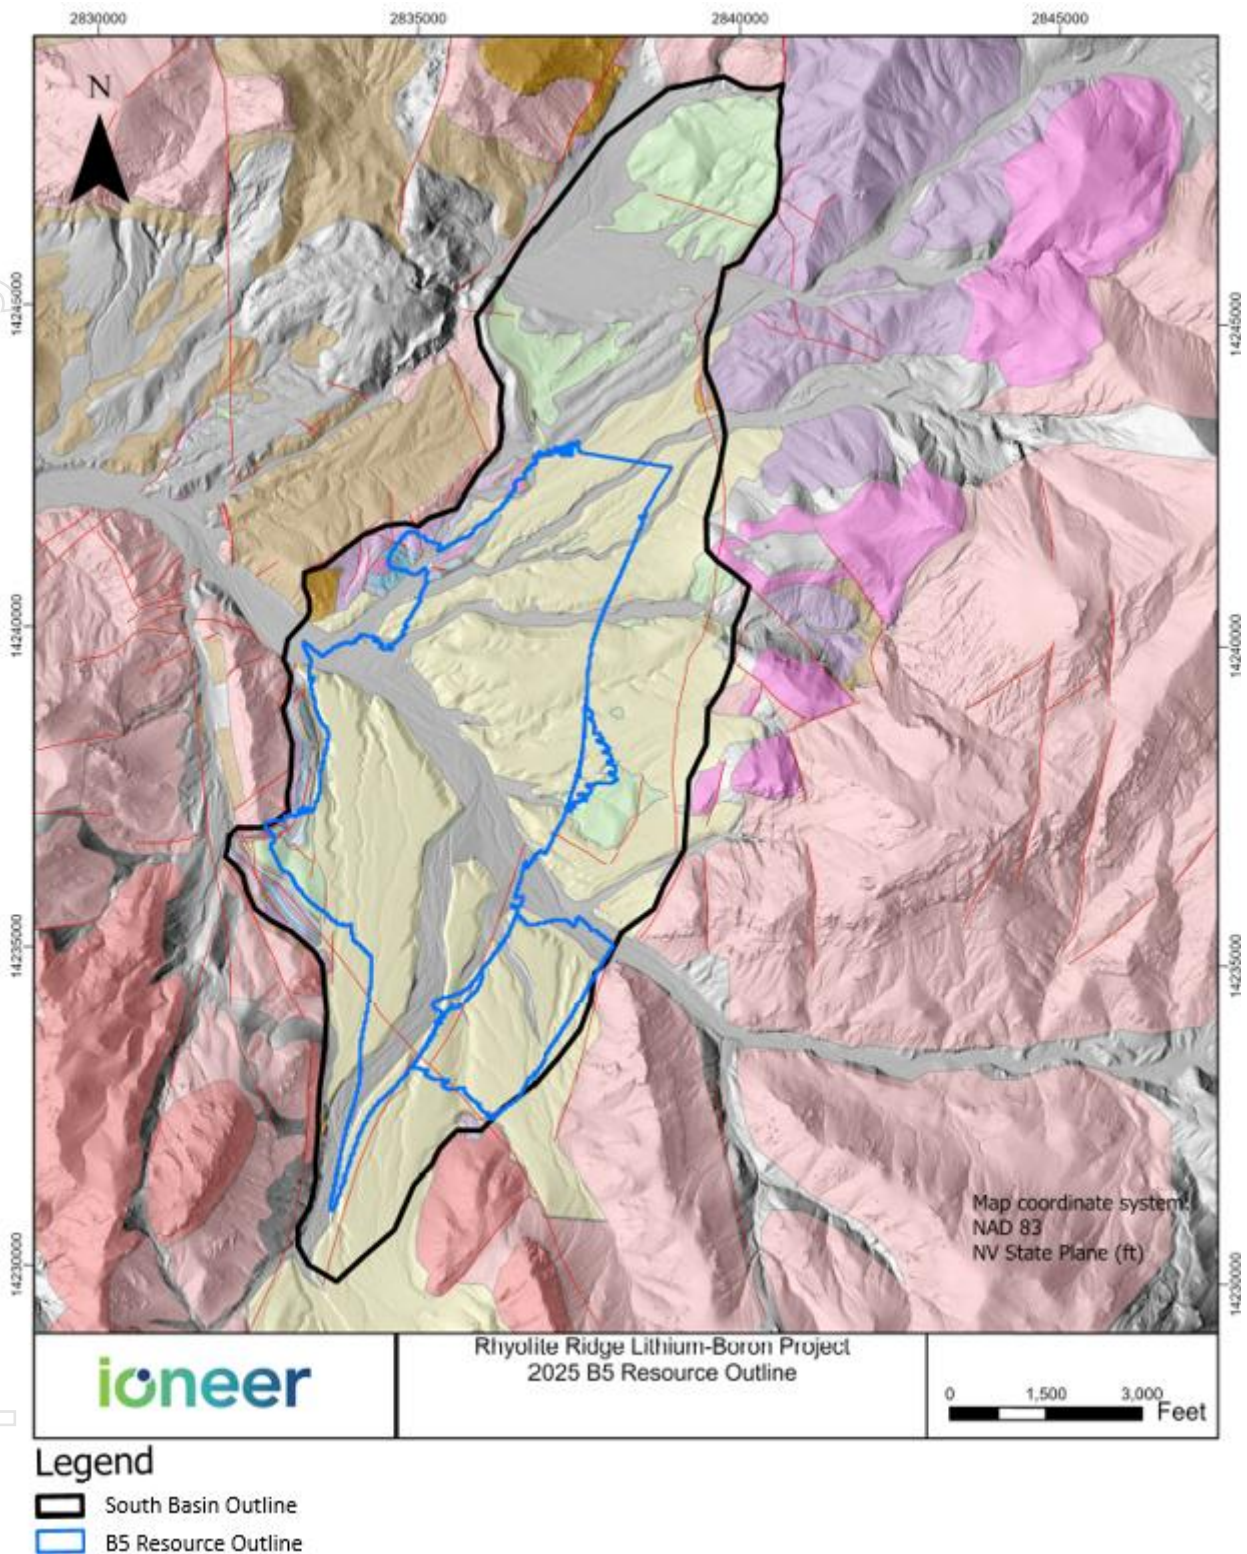 2830000 2835000 2840000 2845000
N
14245000 14245000
14240000 14240000
14235000 14235000
14230000 14230000
Map coordinate system:
NAD 83
NV State Plane (ft)
ioneer
Rhyolite Ridge Lithium-Boron Project
2025 B5 Resource Outline
0 1,500 3,000
Feet
Legend
South Basin Outline
B5 Resource Outline